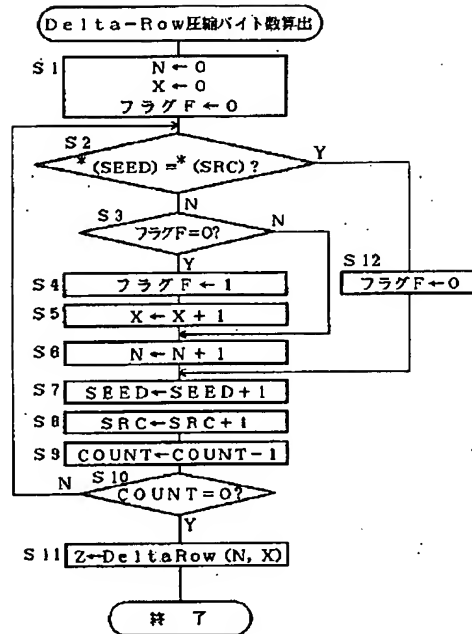 Delta-Row圧縮バイト数算出
S1
N←0
X←0
フラグF←0
S2
*(SEED)=*(SRC)?
Y
N
S3
フラグF=0?
N
Y
S12
フラグF←0
S4
フラグF←1
S5
X←X+1
S6
N←N+1
S7
SEED←SEED+1
S8
SRC←SRC+1
S9
COUNT←COUNT-1
S10
N
COUNT=0?
Y
S11
Z←DeltaRow(N,X)
終了